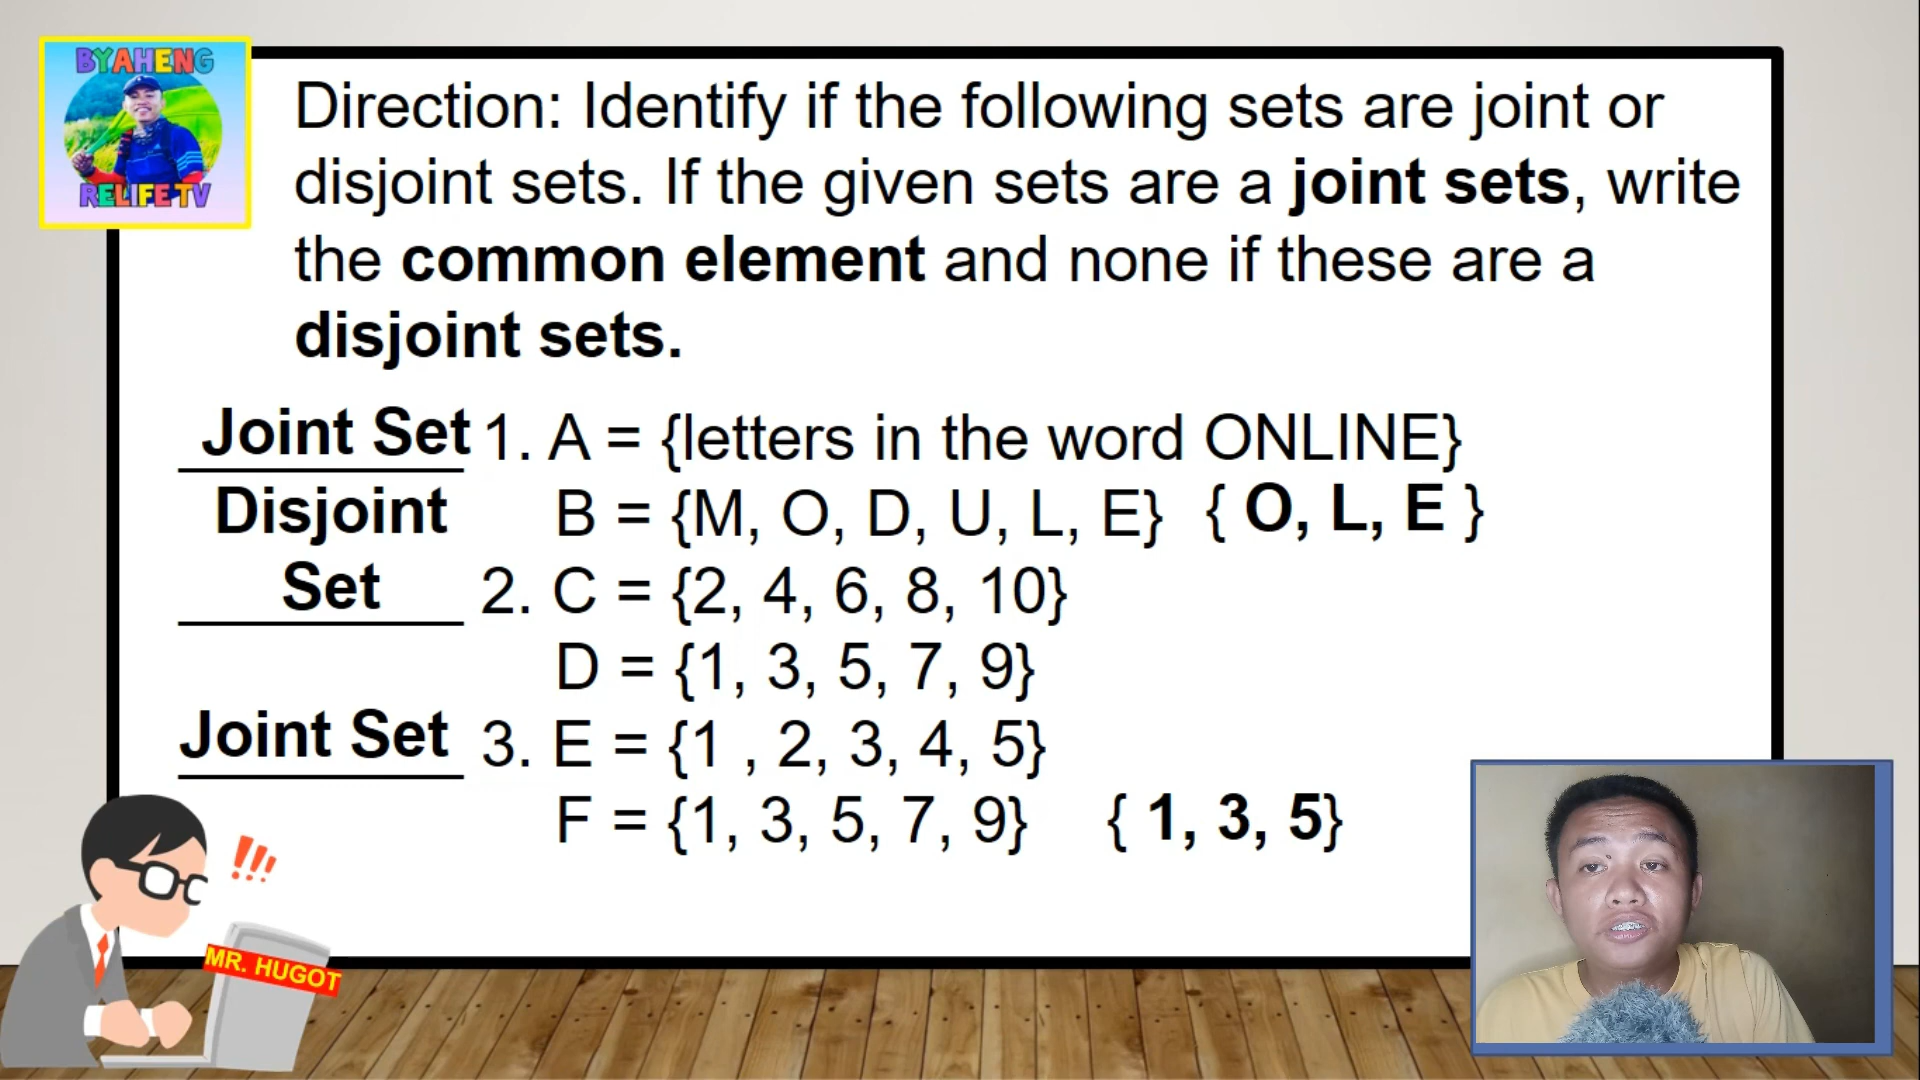 BYAHENG
RELIFE TV
Direction: Identify if the following sets are joint or
disjoint sets. If the given sets are a joint sets, write
the common element and none if these are a
disjoint sets.
Joint Set 1. A = {letters in the word ONLINE}
Disjoint B = {M, O, D, U, L, E} { O, L, E }
Set 2. C = {2, 4, 6, 8, 10}
D = {1, 3, 5, 7, 9}
Joint Set 3. E = {1 , 2, 3, 4, 5}
F = {1, 3, 5, 7, 9} { 1, 3, 5}
!!!
MR. HUGOT